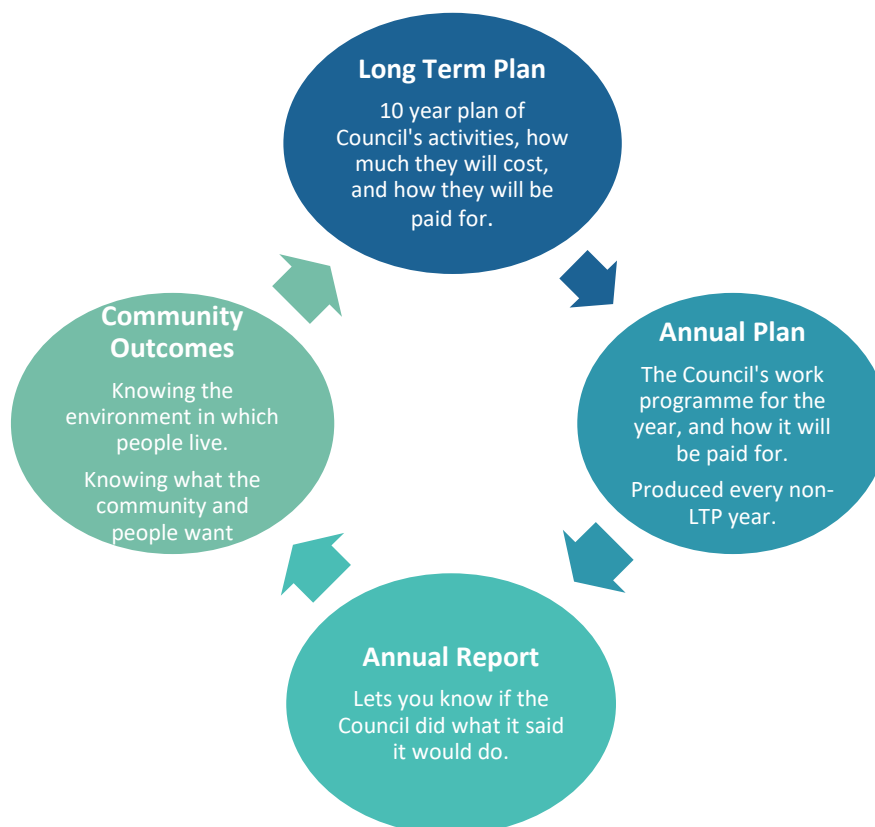 Long Term Plan
10 year plan of
Council's activities, how
much they will cost,
and how they will be
paid for.
Annual Plan
The Council's work
programme for the
year, and how it will
be paid for.
Produced every non-
LTP year.
Annual Report
Lets you know if the
Council did what it said
it would do.
Community
Outcomes
Knowing the
environment in which
people live.
Knowing what the
community and
people want